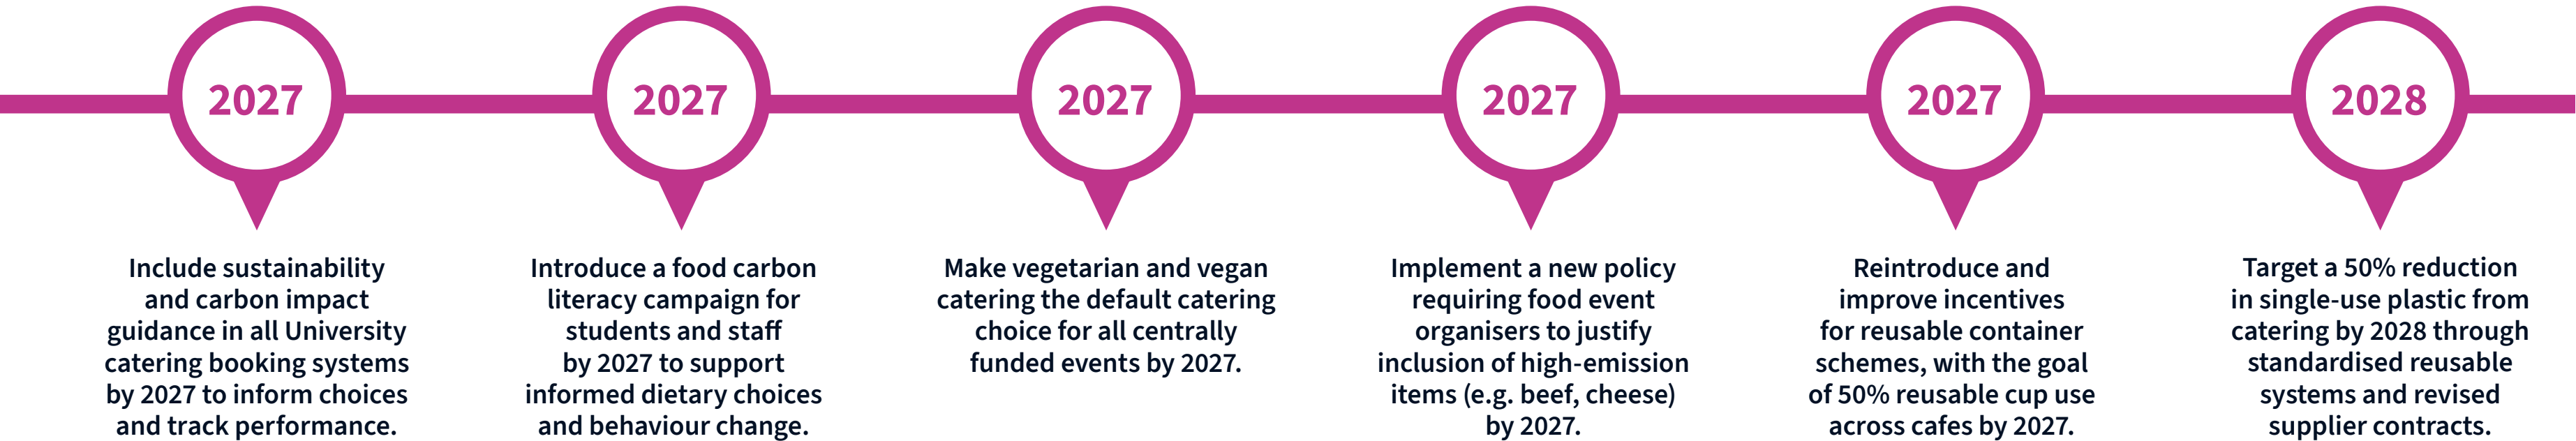 2027
Include sustainability
and carbon impact
guidance in all University
catering booking systems
by 2027 to inform choices
and track performance.
2027
Introduce a food carbon
literacy campaign for
students and staff
by 2027 to support
informed dietary choices
and behaviour change.
2027
Make vegetarian and vegan
catering the default catering
choice for all centrally
funded events by 2027.
2027
Implement a new policy
requiring food event
organisers to justify
inclusion of high-emission
items (e.g. beef, cheese)
by 2027.
2027
Reintroduce and
improve incentives
for reusable container
schemes, with the goal
of 50% reusable cup use
across cafes by 2027.
2028
Target a 50% reduction
in single-use plastic from
catering by 2028 through
standardised reusable
systems and revised
supplier contracts.